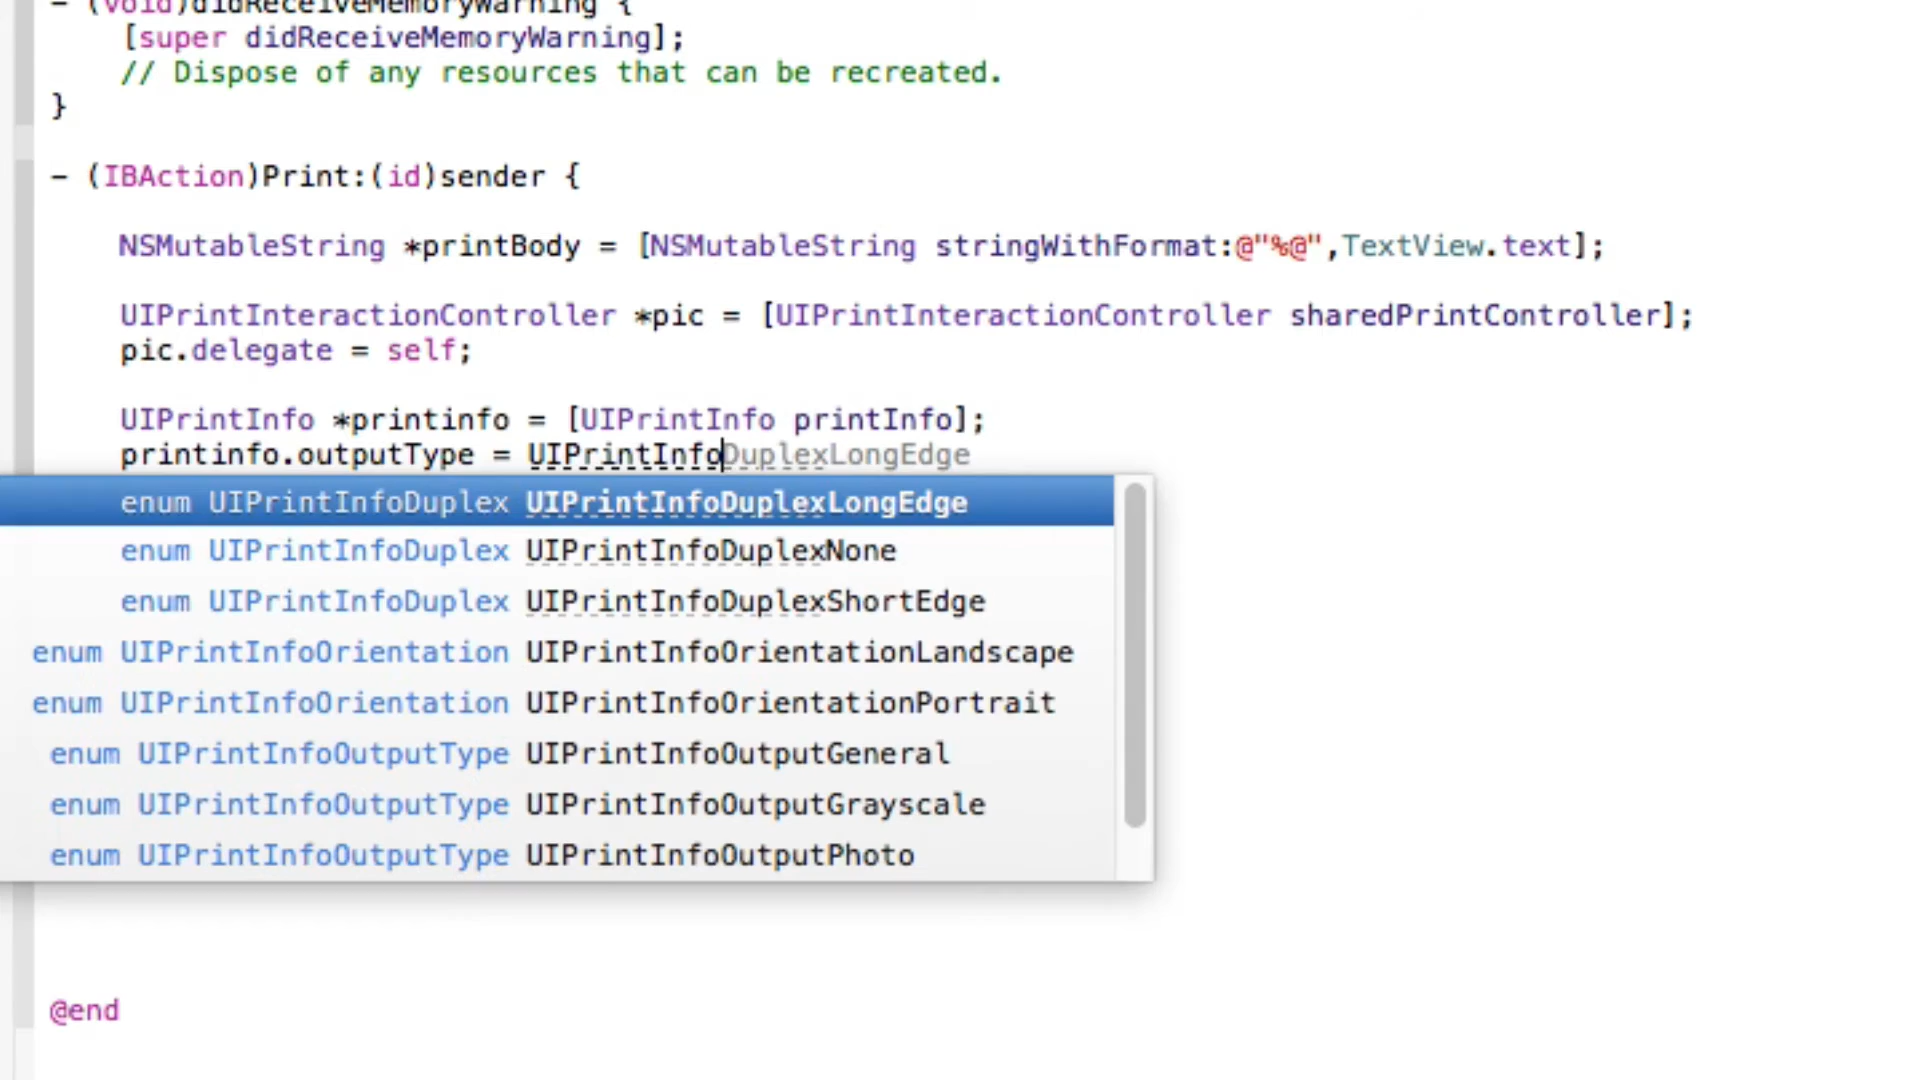 - (void)didReceiveMemoryWarning {
[super didReceiveMemoryWarning];
// Dispose of any resources that can be recreated.
}
- (IBAction)Print:(id)sender {
NSMutableString *printBody = [NSMutableString stringWithFormat:@"%@",TextView.text];
UIPrintInteractionController *pic = [UIPrintInteractionController sharedPrintController];
pic.delegate = self;
UIPrintInfo *printinfo = [UIPrintInfo printInfo];
printinfo.outputType = UIPrintInfoDuplexLongEdge
enum UIPrintInfoDuplex UIPrintInfoDuplexLongEdge
enum UIPrintInfoDuplex UIPrintInfoDuplexNone
enum UIPrintInfoDuplex UIPrintInfoDuplexShortEdge
enum UIPrintInfoOrientation UIPrintInfoOrientationLandscape
enum UIPrintInfoOrientation UIPrintInfoOrientationPortrait
enum UIPrintInfoOutputType UIPrintInfoOutputGeneral
enum UIPrintInfoOutputType UIPrintInfoOutputGrayscale
enum UIPrintInfoOutputType UIPrintInfoOutputPhoto
@end